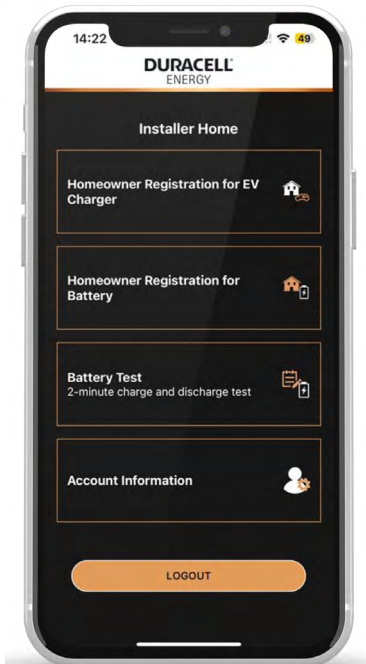 14:22
49
DURACELL
ENERGY
Installer Home
Homeowner Registration for EV
Charger
Homeowner Registration for
Battery
Battery Test
2-minute charge and discharge test
Account Information
LOGOUT